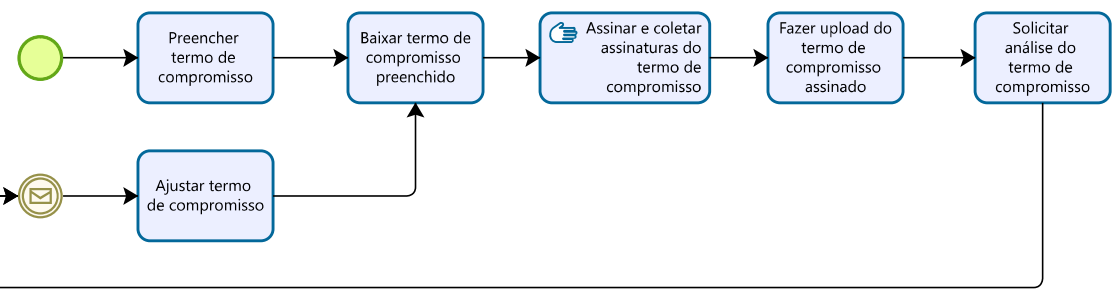 Preencher
termo de
compromisso
Baixar termo de
compromisso
preenchido
Assinar e coletar
assinaturas do
termo de
compromisso
Fazer upload do
termo de
compromisso
assinado
Solicitar
análise do
termo de
compromisso
Ajustar termo
de compromisso